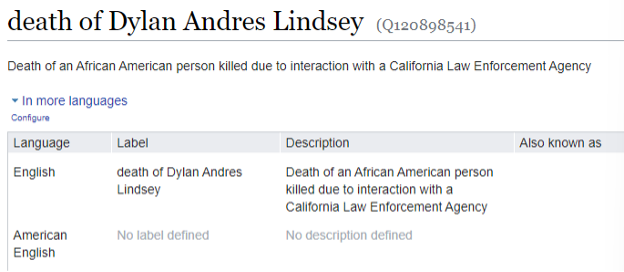 death of Dylan Andres Lindsey (Q120898541)
Death of an African American person killed due to interaction with a California Law Enforcement Agency
In more languages
Configure
Language Label Description Also known as
English death of Dylan Andres Death of an African American person
Lindsey killed due to interaction with a
California Law Enforcement Agency
American No label defined No description defined
English